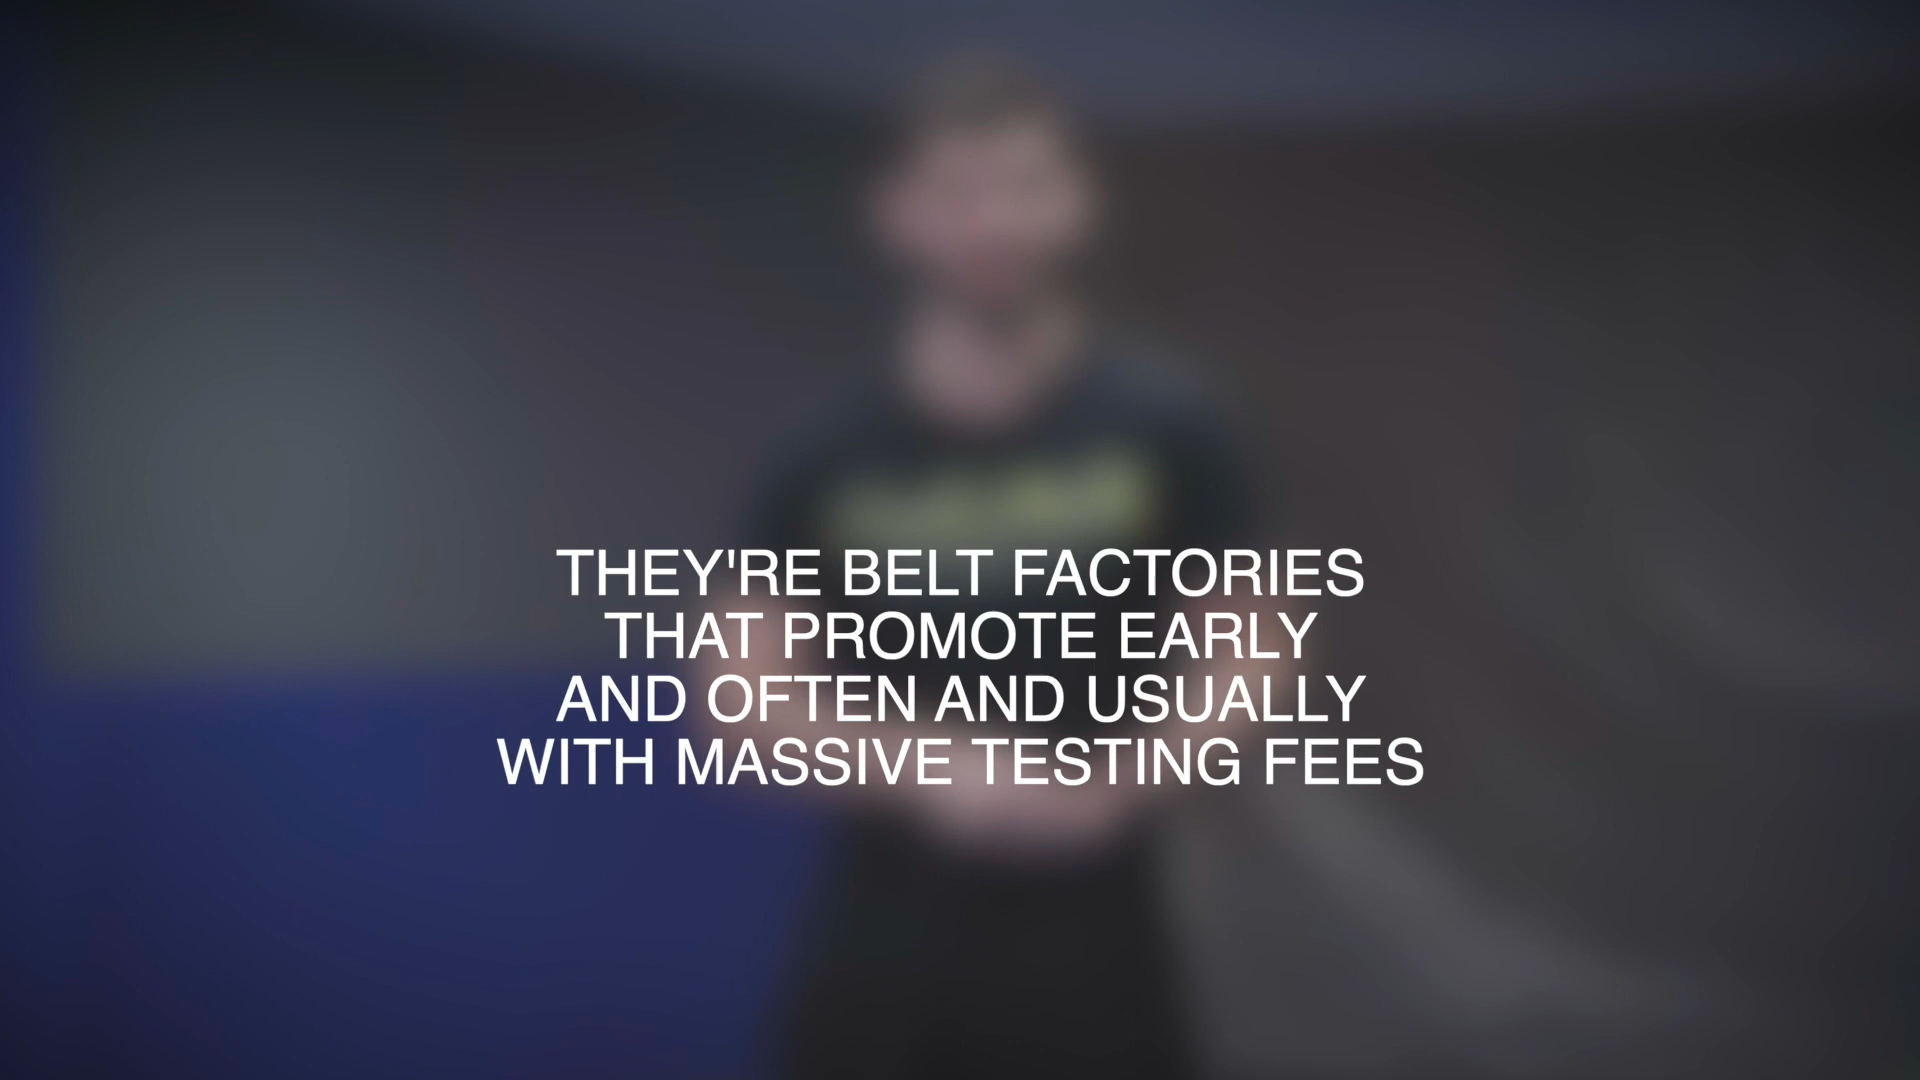 THEY'RE BELT FACTORIES
THAT PROMOTE EARLY
AND OFTEN AND USUALLY
WITH MASSIVE TESTING FEES